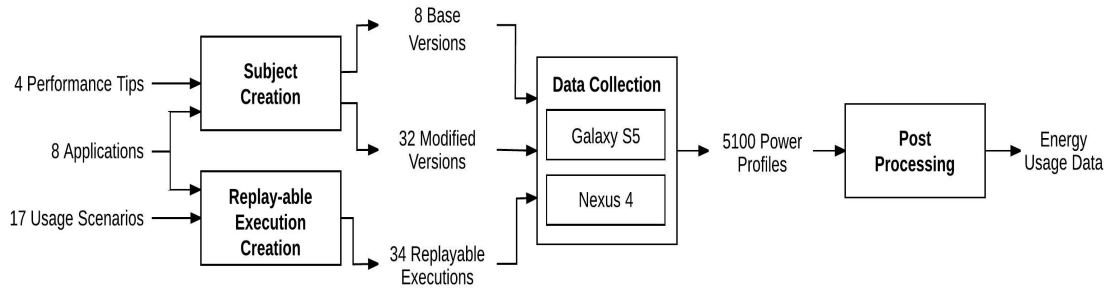 4 Performance Tips
8 Applications
17 Usage Scenarios
Subject
Creation
Replay-able
Execution
Creation
8 Base
Versions
32 Modified
Versions
34 Replayable
Executions
Data Collection
Galaxy S5
Nexus 4
5100 Power
Profiles
Post
Processing
Energy
Usage Data